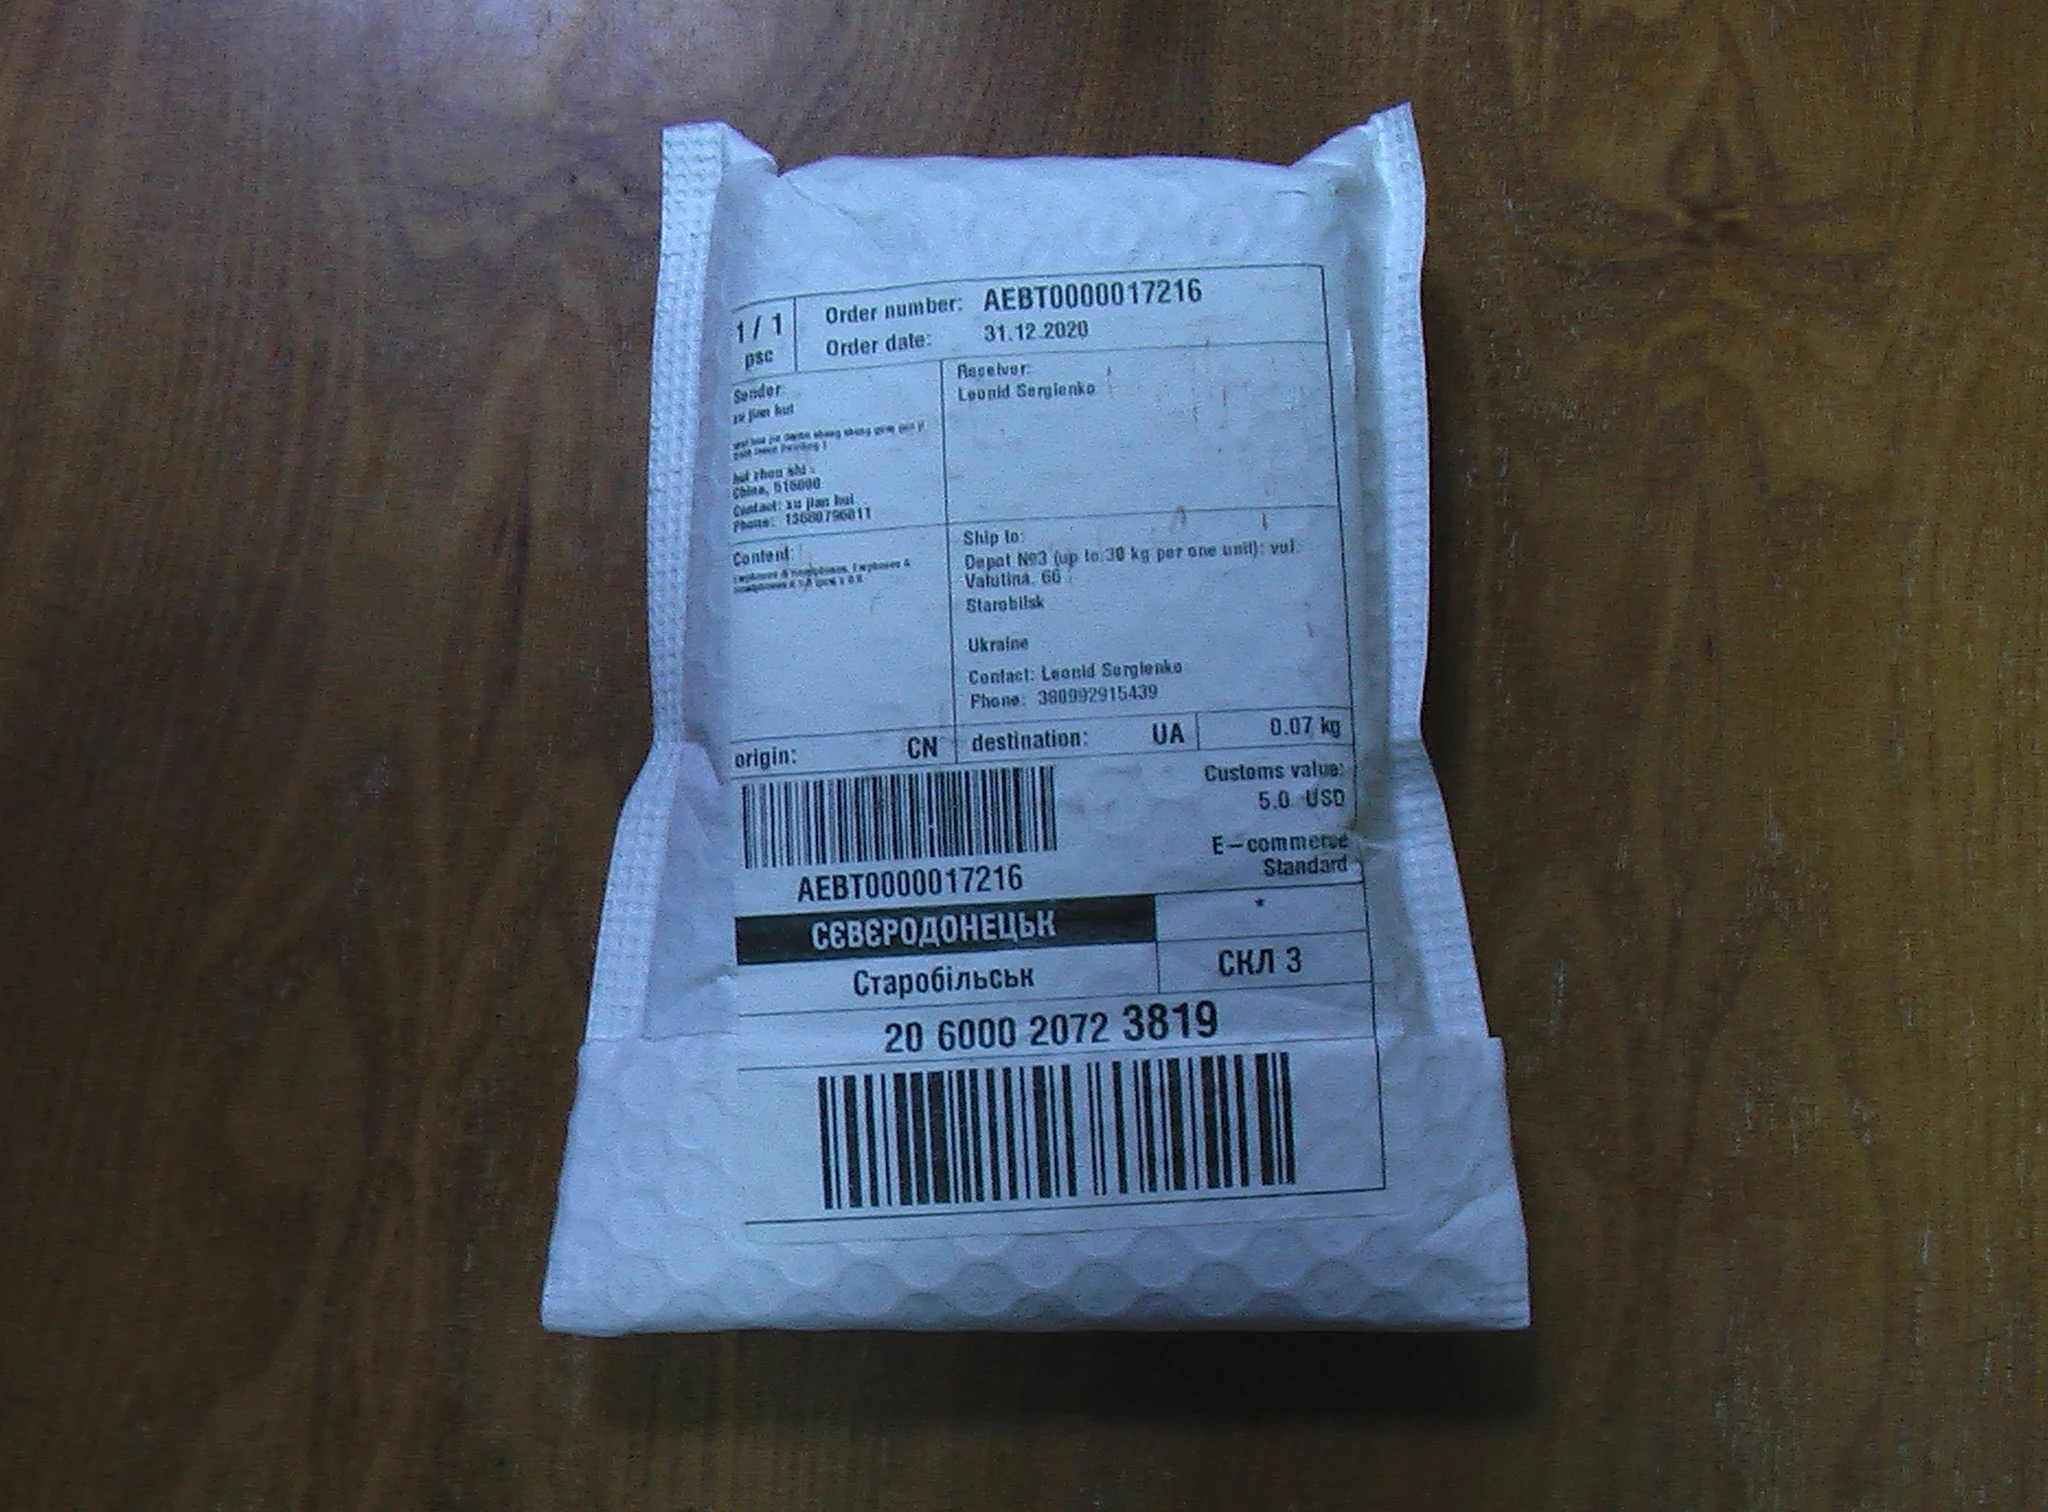 1 / 1
psc
Order number: AEBT0000017216
Order date: 31.12.2020
Sender:
xu jian hui
hui zhou shi
China, 516000
Contact: xu jian hui
Phone: 13680796011
Receiver:
Leonid Sergienko
Content:
Ship to:
Depot №3 (up to 30 kg per one unit): vul.
Vatutina, 66
Starobilsk
Ukraine
Contact: Leonid Sergienko
Phone: 380992915439
origin: CN
destination: UA
0.07 kg
Customs value:
5.0 USD
E-commerce
Standard
AEBT0000017216
СЄВЄРОДОНЕЦЬК
*
Старобільськ
СКЛ 3
20 6000 2072 3819